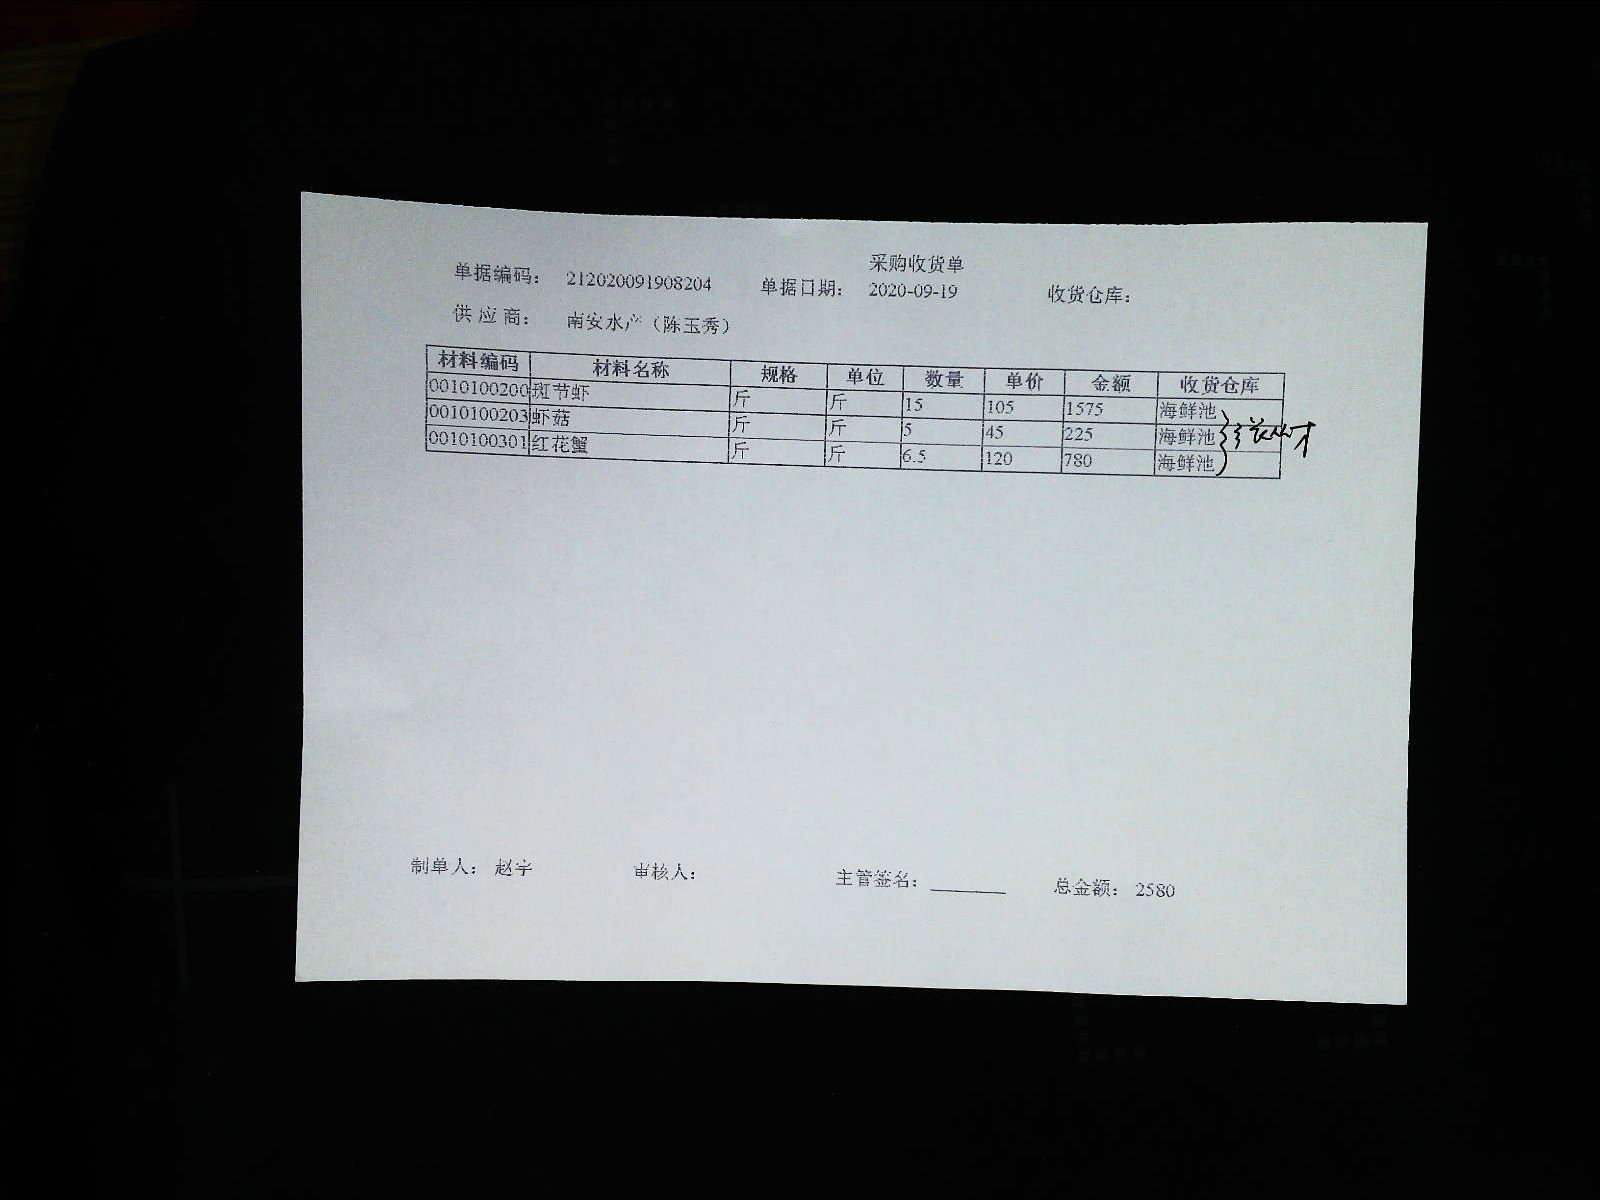 采购收货单
单据编码: 212020091908204 单据日期: 2020-09-19 收货仓库:
供应商: 南安水产(陈玉秀)
材料编码 材料名称 规格 单位 数量 单价 金额 收货仓库
0010100200 斑节虾 斤 斤 15 105 1575 海鲜池
0010100203 虾菇 斤 斤 5 45 225 海鲜池
0010100301 红花蟹 斤 斤 6.5 120 780 海鲜池
制单人: 赵宇 审核人: 主管签名: 总金额: 2580